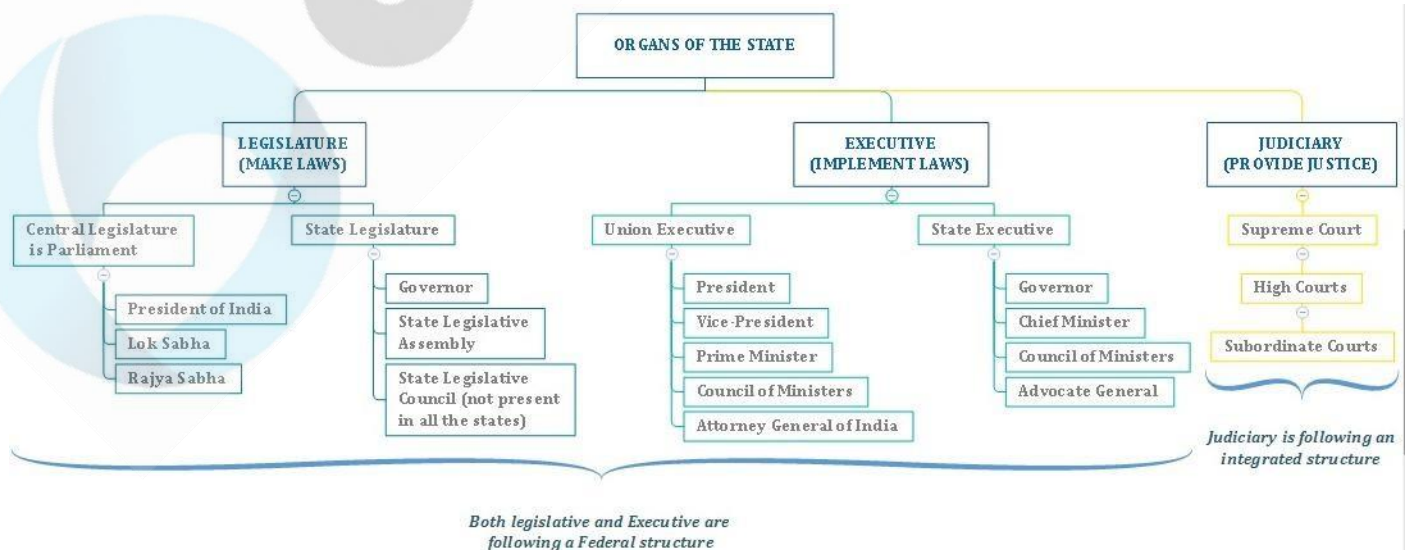 ORGANS OF THE STATE
LEGISLATURE
(MAKE LAWS)
Central Legislature
is Parliament
President of India
Lok Sabha
Rajya Sabha
State Legislature
Governor
State Legislative
Assembly
State Legislative
Council (not present
in all the states)
EXECUTIVE
(IMPLEMENT LAWS)
Union Executive
President
Vice-President
Prime Minister
Council of Ministers
Attorney General of India
State Executive
Governor
Chief Minister
Council of Ministers
Advocate General
JUDICIARY
(PROVIDE JUSTICE)
Supreme Court
High Courts
Subordinate Courts
Judiciary is following an
integrated structure
Both legislative and Executive are
following a Federal structure